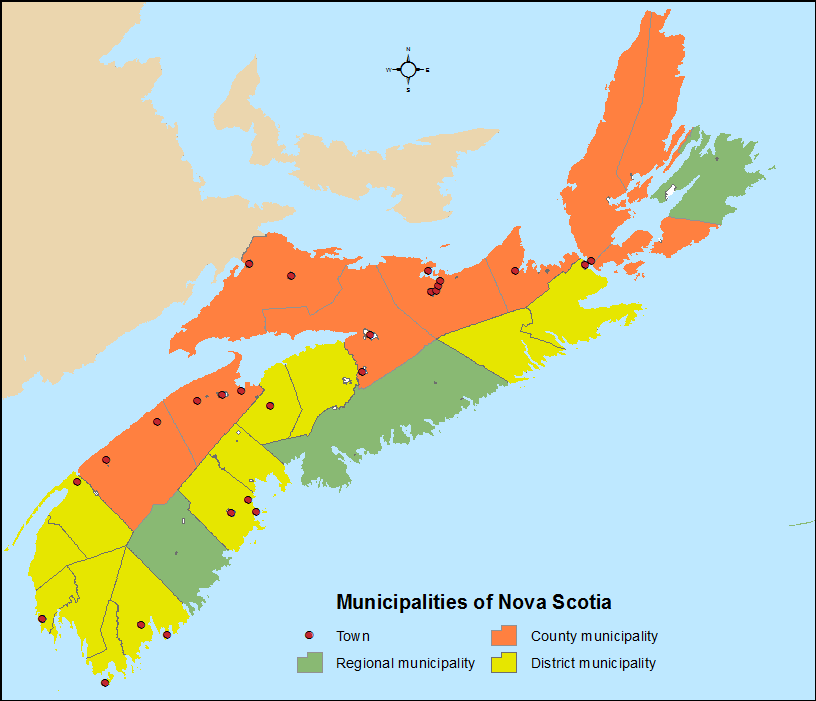 N
W E
S
Municipalities of Nova Scotia
Town
County municipality
Regional municipality
District municipality